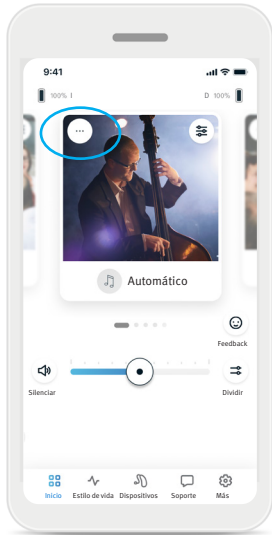 9:41
100% I
D 100%
...
Automático
Feedback
Silenciar
Dividir
Inicio Estilo de vida Dispositivos Soporte Más